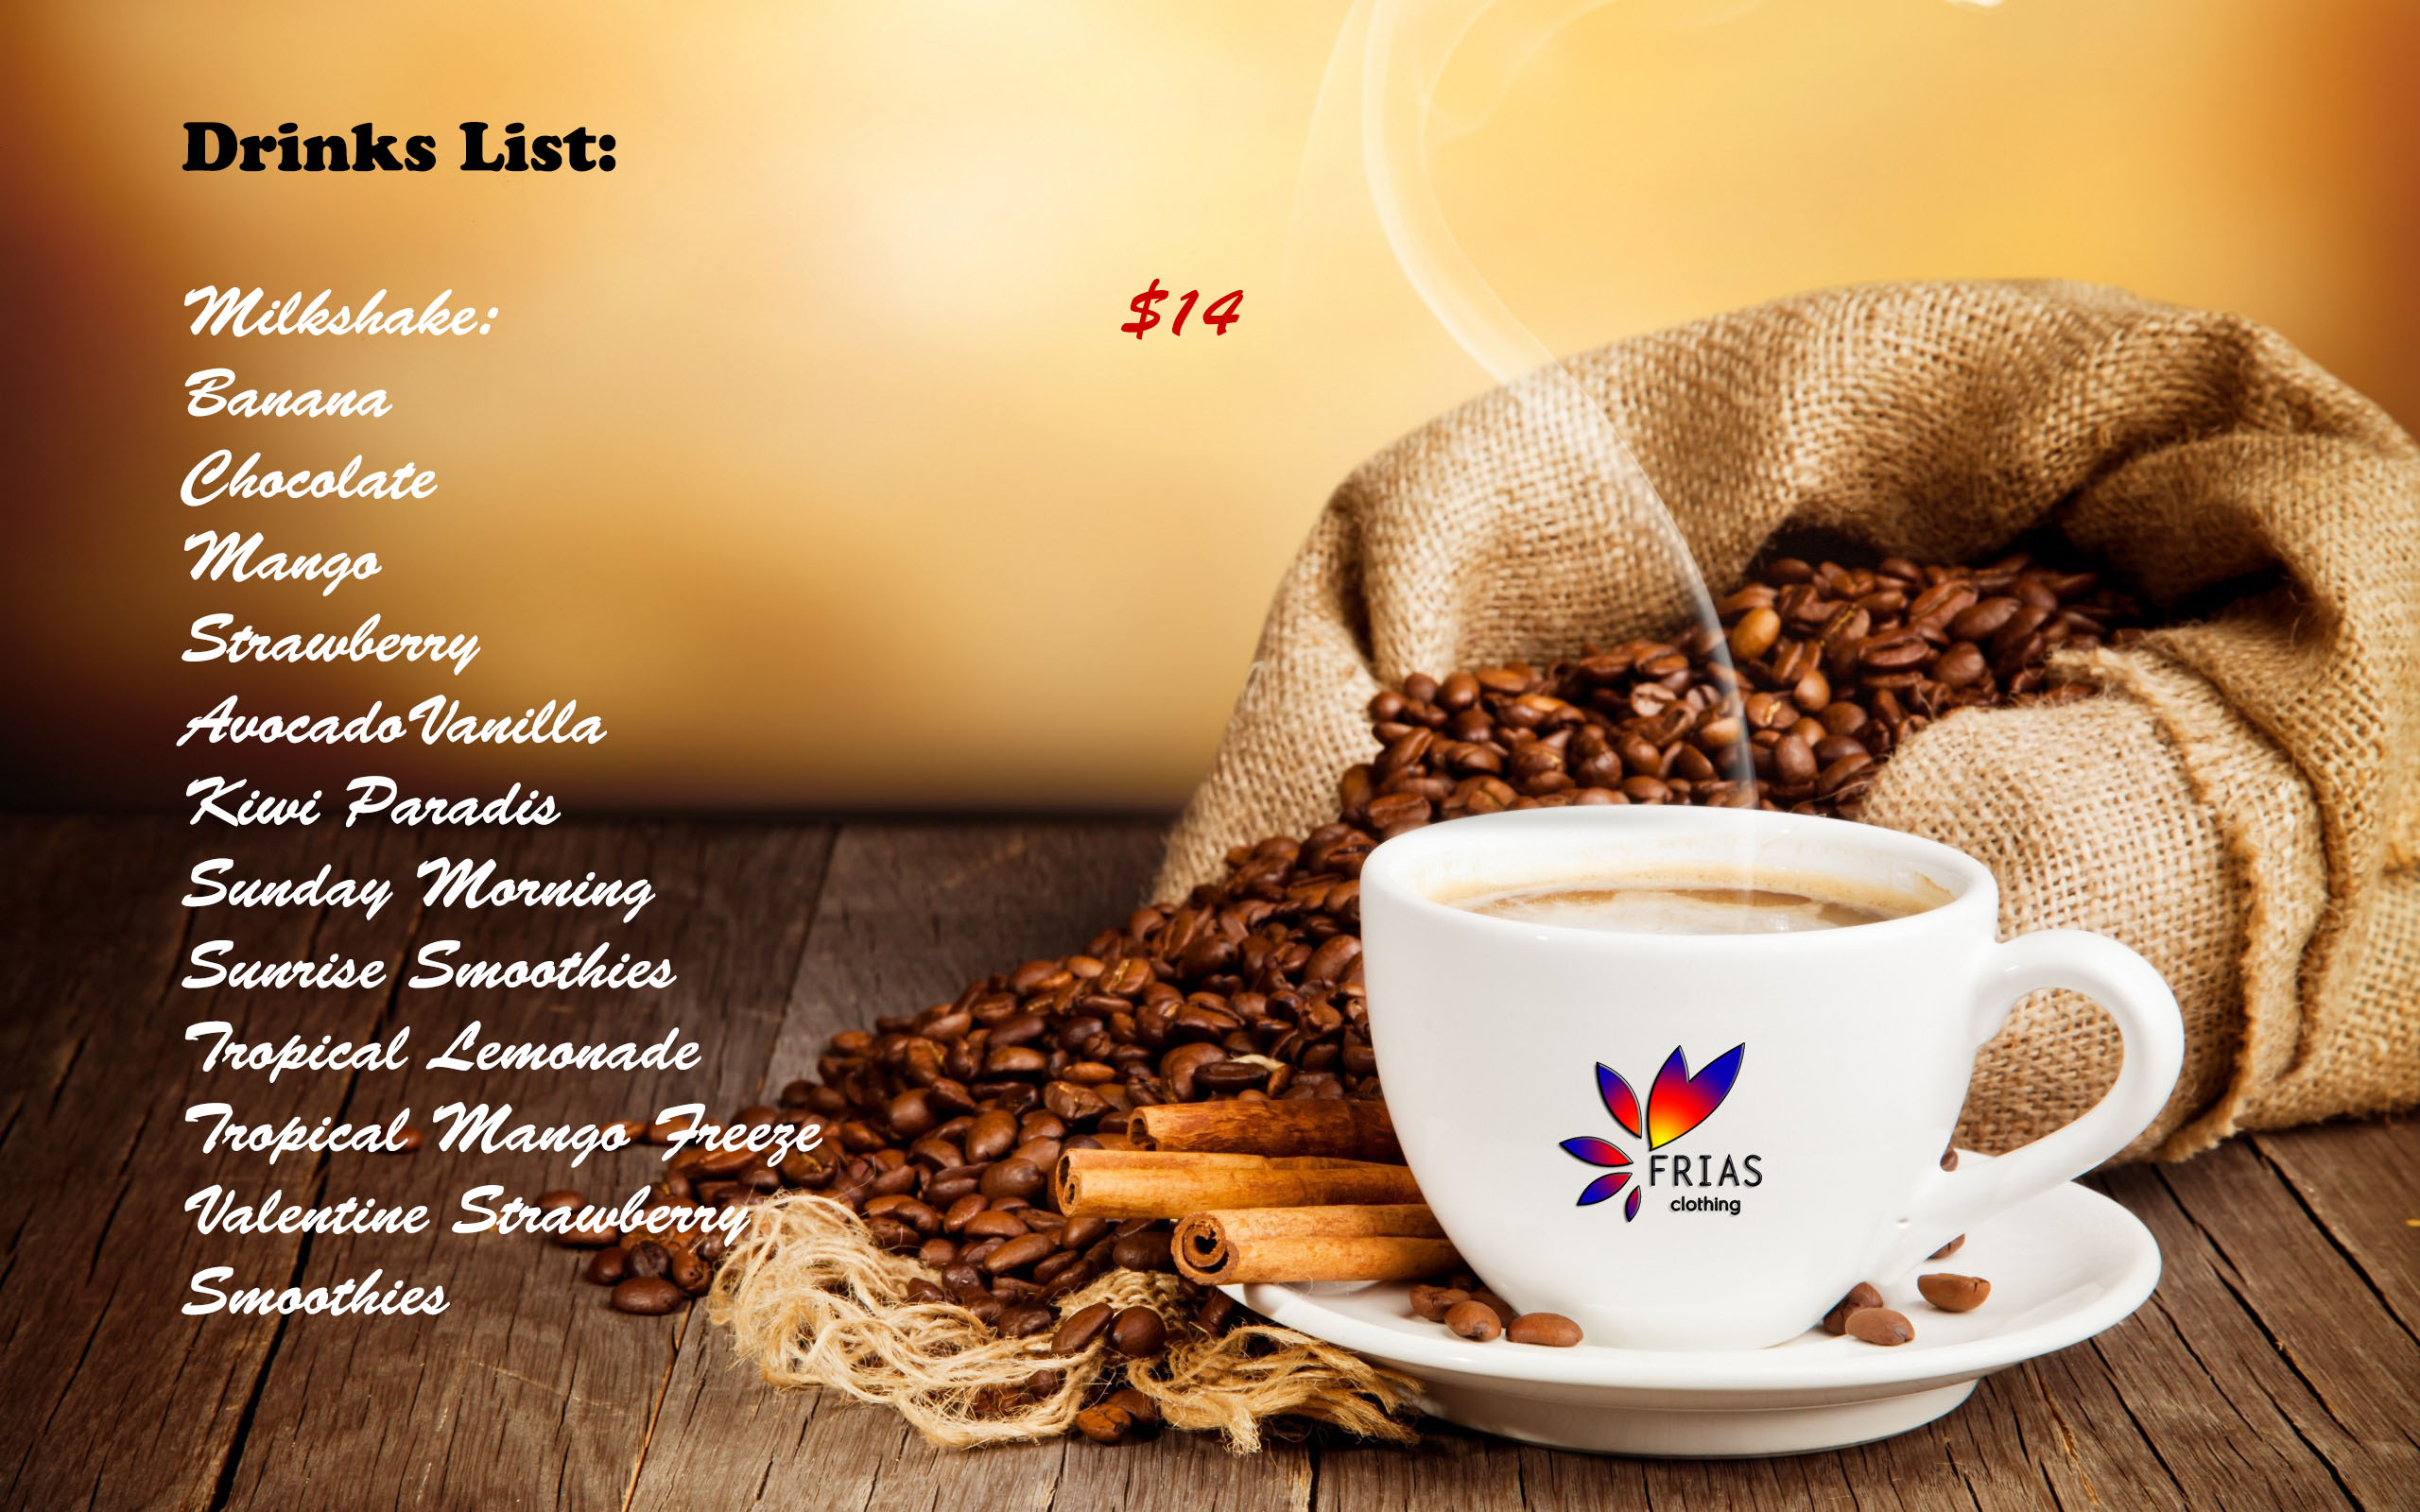 Drinks List:
Milkshake: $14
Banana
Chocolate
Mango
Strawberry
AvocadoVanilla
Kiwi Paradis
Sunday Morning
Sunrise Smoothies
Tropical Lemonade
Tropical Mango Freeze
Valentine Strawberry
Smoothies
FRIAS
clothing